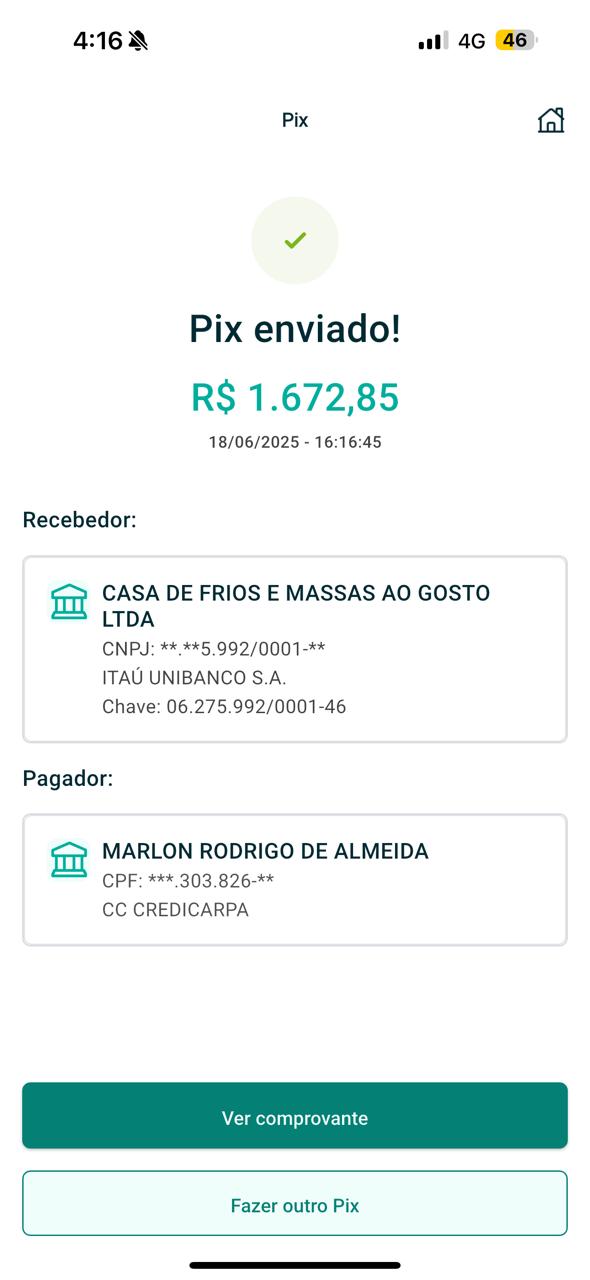 4:16
4G
46
Pix
Pix enviado!
R$ 1.672,85
18/06/2025 - 16:16:45
Recebedor:
CASA DE FRIOS E MASSAS AO GOSTO
LTDA
CNPJ: **.**5.992/0001-**
ITAÚ UNIBANCO S.A.
Chave: 06.275.992/0001-46
Pagador:
MARLON RODRIGO DE ALMEIDA
CPF: ***.303.826-**
CC CREDICARPA
Ver comprovante
Fazer outro Pix